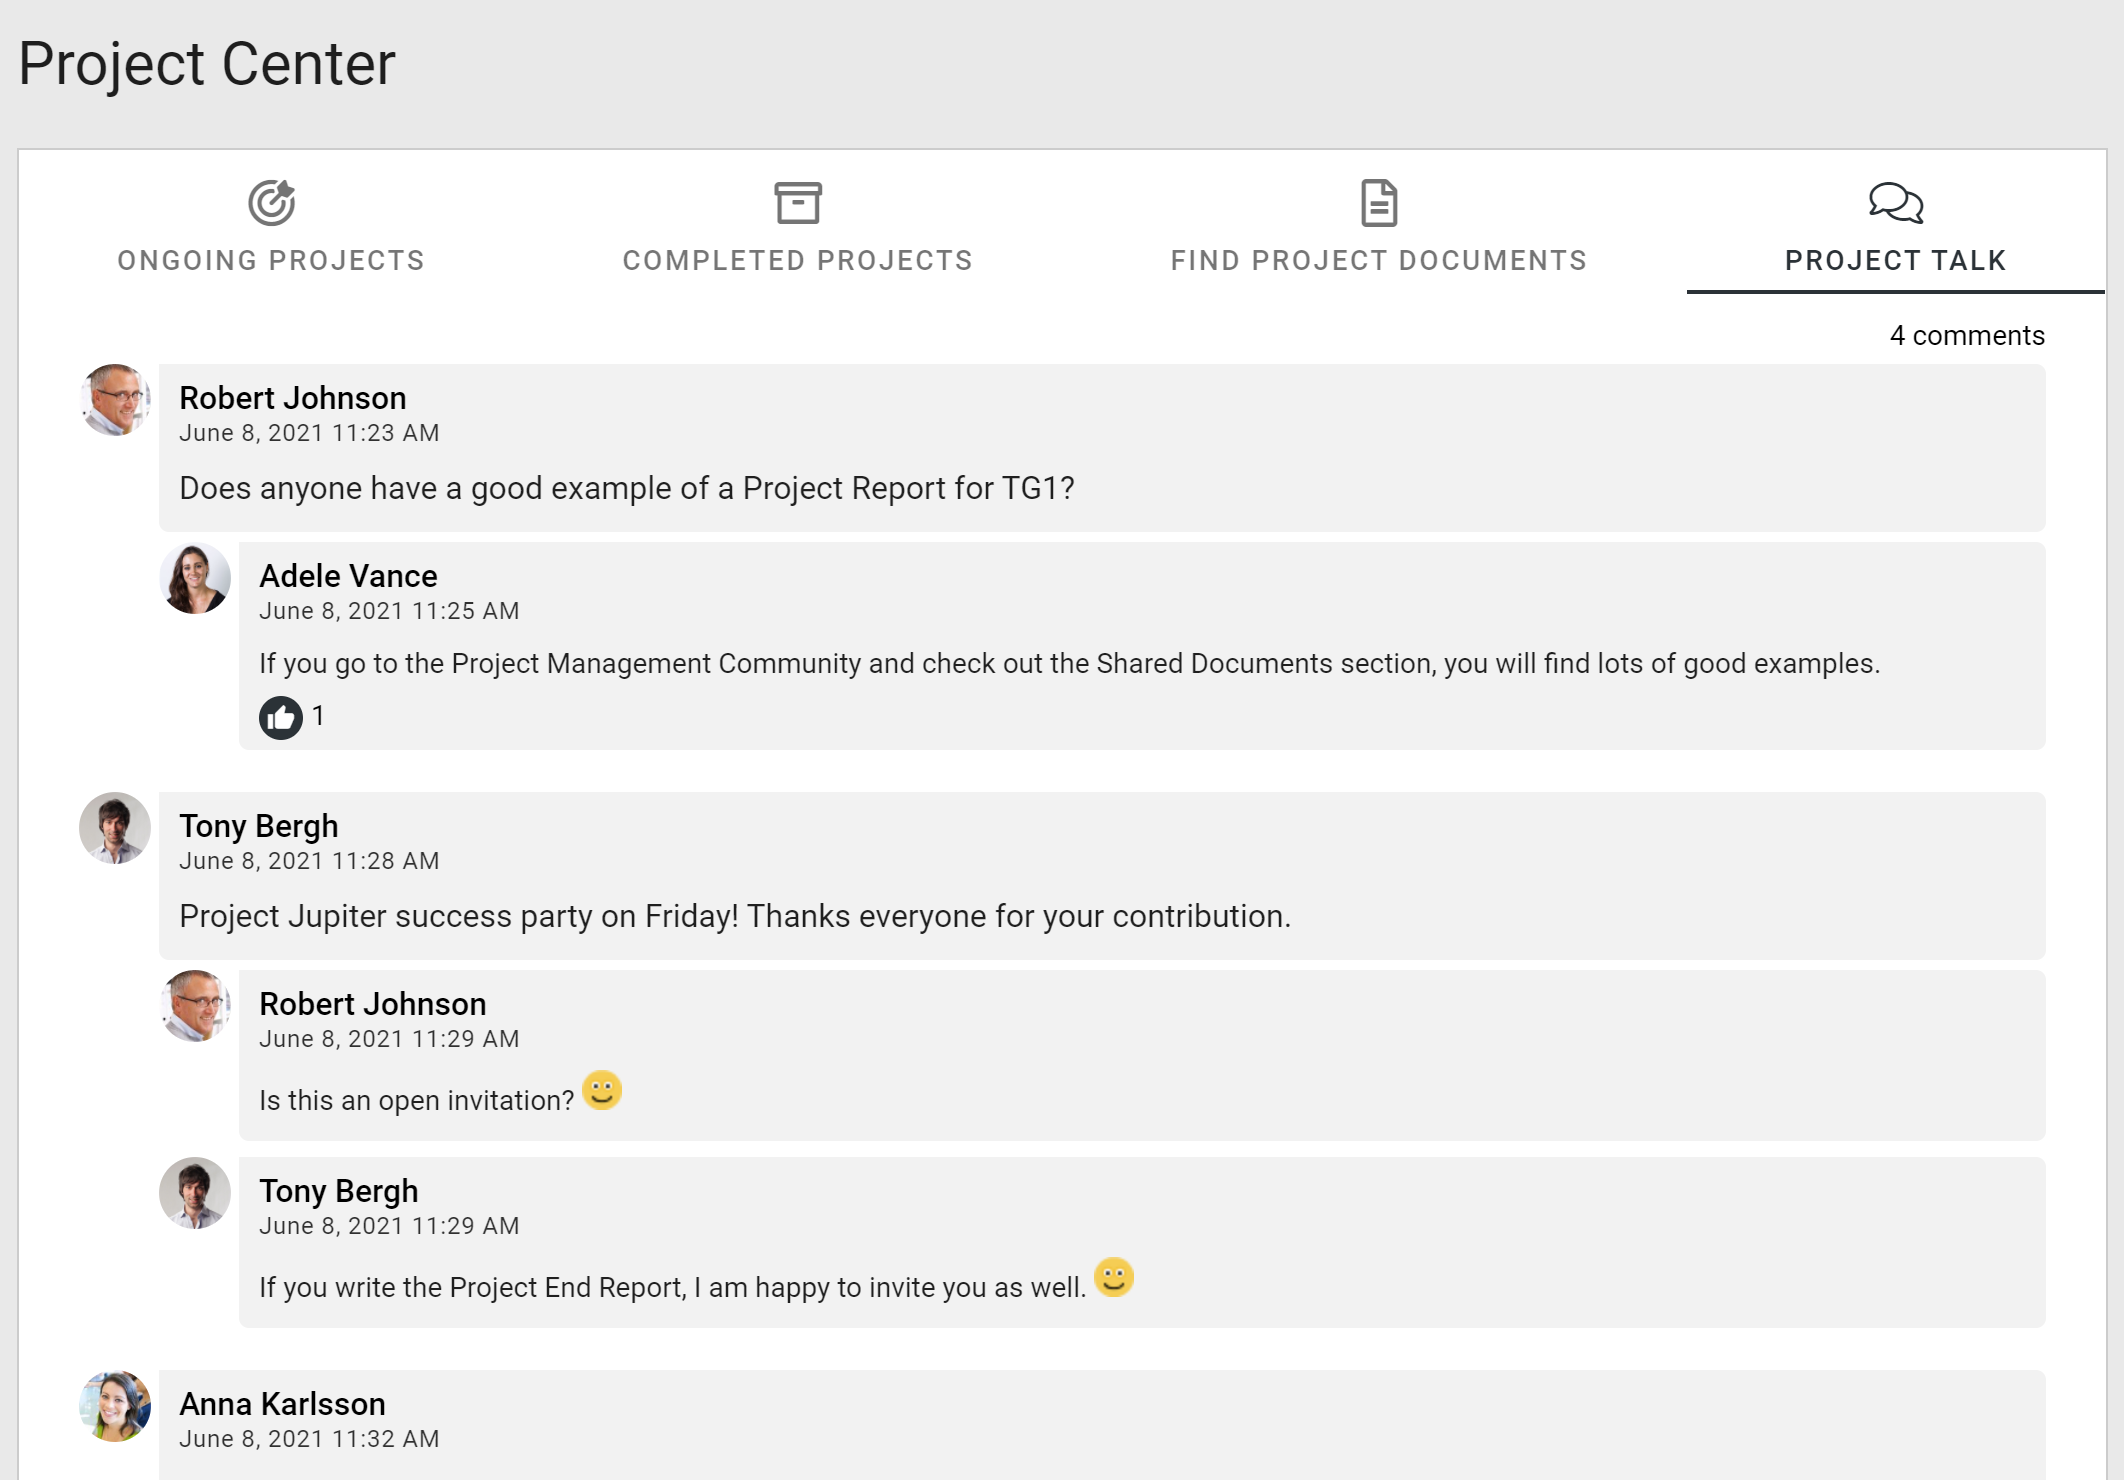 Project Center
ONGOING PROJECTS
COMPLETED PROJECTS
FIND PROJECT DOCUMENTS
PROJECT TALK
4 comments
Robert Johnson
June 8, 2021 11:23 AM
Does anyone have a good example of a Project Report for TG1?
Adele Vance
June 8, 2021 11:25 AM
If you go to the Project Management Community and check out the Shared Documents section, you will find lots of good examples.
1
Tony Bergh
June 8, 2021 11:28 AM
Project Jupiter success party on Friday! Thanks everyone for your contribution.
Robert Johnson
June 8, 2021 11:29 AM
Is this an open invitation?
Tony Bergh
June 8, 2021 11:29 AM
If you write the Project End Report, I am happy to invite you as well.
Anna Karlsson
June 8, 2021 11:32 AM